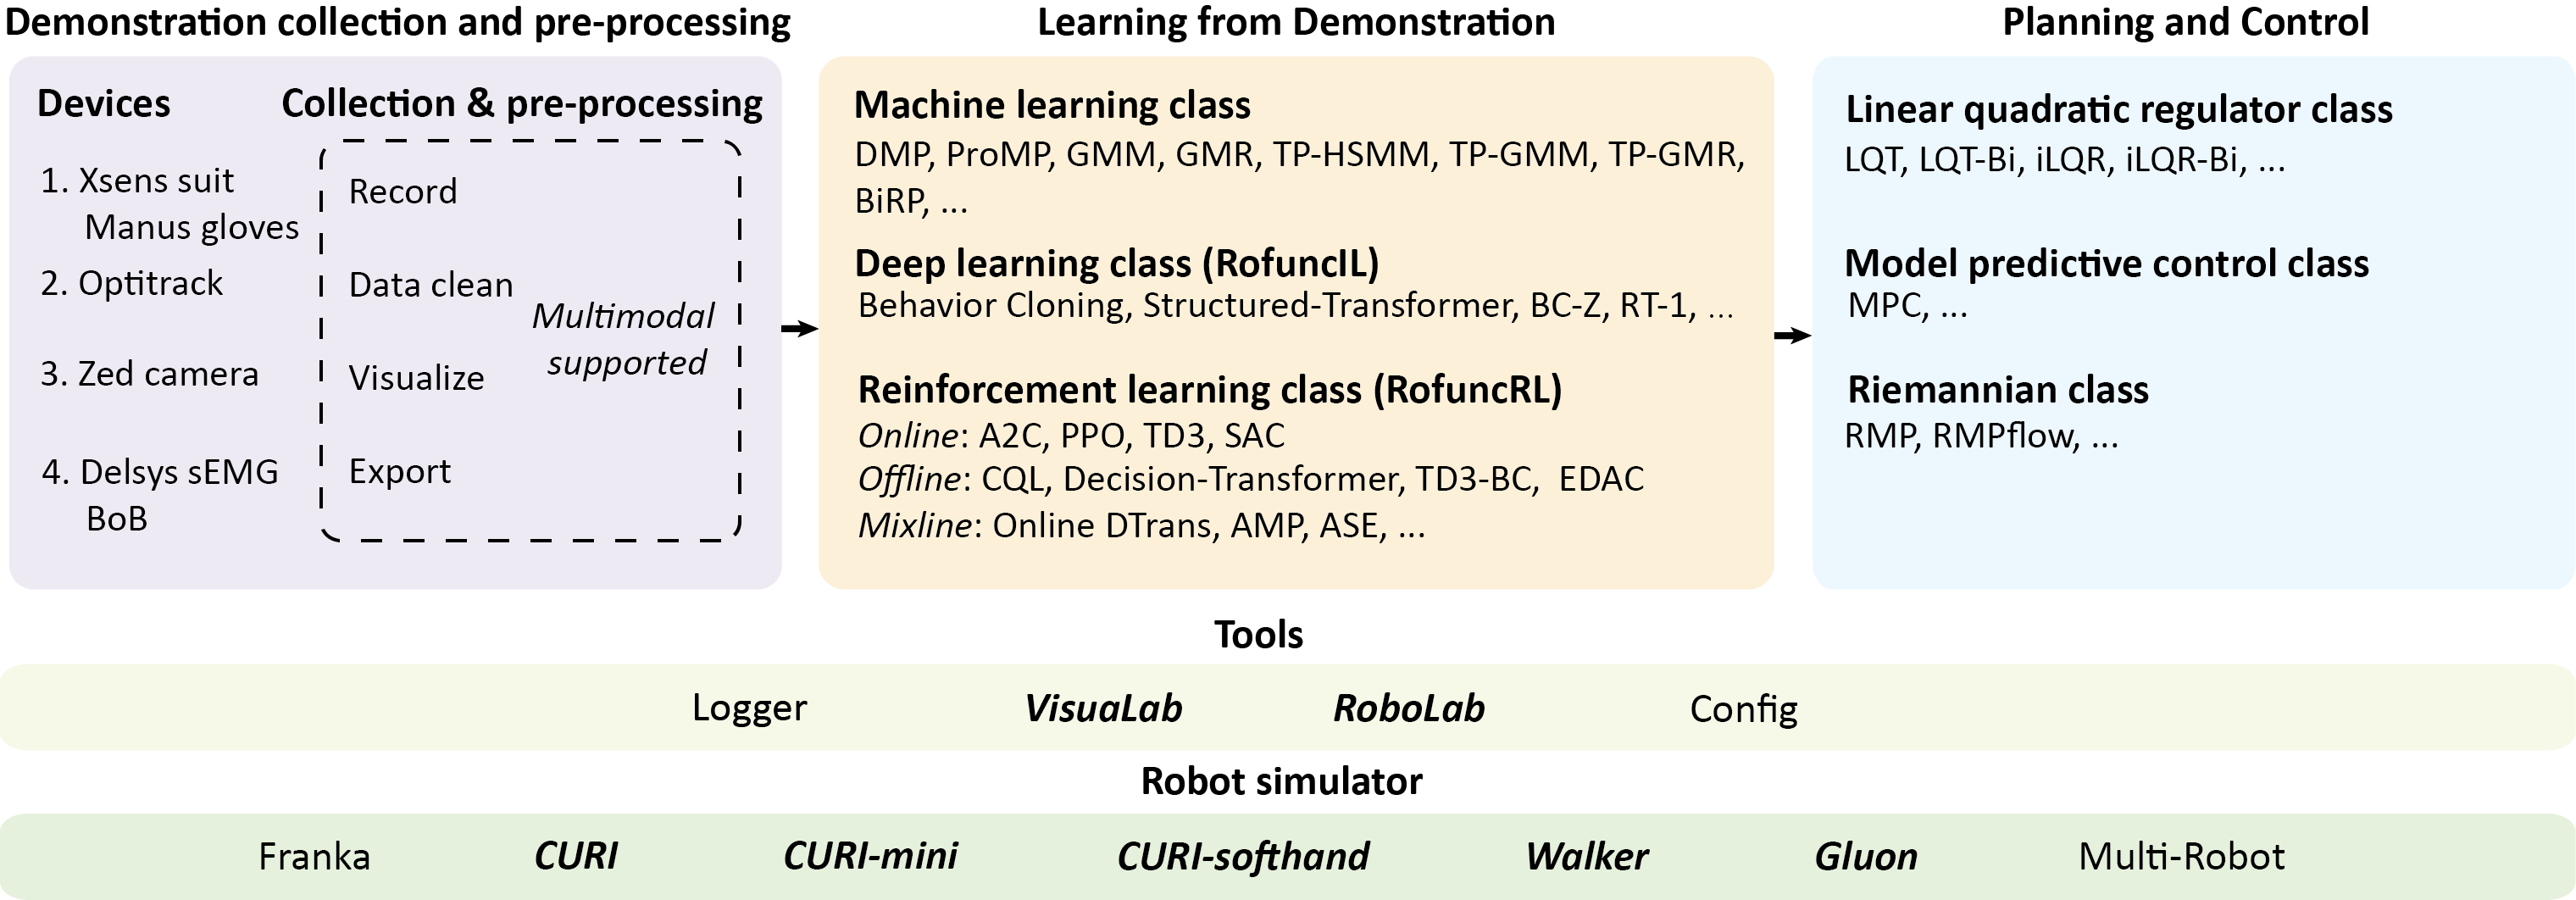 Demonstration collection and pre-processing
Devices
Collection & pre-processing
1. Xsens suit
Manus gloves
2. Optitrack
3. Zed camera
4. Delsys sEMG
BoB
Record
Data clean
Visualize
Export
Multimodal
supported
Learning from Demonstration
Machine learning class
DMP, ProMP, GMM, GMR, TP-HSMM, TP-GMM, TP-GMR,
BiRP, ...
Deep learning class (RofuncIL)
Behavior Cloning, Structured-Transformer, BC-Z, RT-1, ...
Reinforcement learning class (RofuncRL)
Online: A2C, PPO, TD3, SAC
Offline: CQL, Decision-Transformer, TD3-BC, EDAC
Mixline: Online DTrans, AMP, ASE, ...
Planning and Control
Linear quadratic regulator class
LQT, LQT-Bi, iLQR, iLQR-Bi, ...
Model predictive control class
MPC, ...
Riemannian class
RMP, RMPflow, ...
Tools
Logger VisuaLab RoboLab Config
Robot simulator
Franka CURI CURI-mini CURI-softhand Walker Gluon Multi-Robot